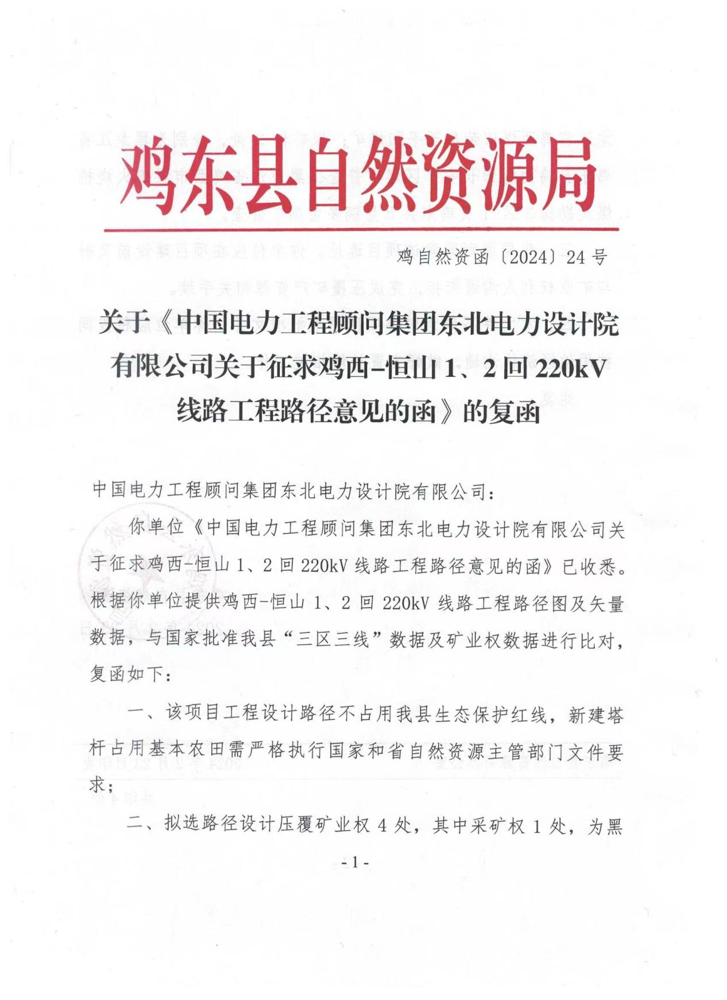 鸡东县自然资源局
鸡自然资函〔2024〕24号
关于《中国电力工程顾问集团东北电力设计院
有限公司关于征求鸡西-恒山1、2回220kV
线路工程路径意见的函》的复函
中国电力工程顾问集团东北电力设计院有限公司：
你单位《中国电力工程顾问集团东北电力设计院有限公司关
于征求鸡西-恒山1、2回220kV线路工程路径意见的函》已收悉。
根据你单位提供鸡西-恒山1、2回220kV线路工程路径图及矢量
数据，与国家批准我县“三区三线”数据及矿业权数据进行比对，
复函如下：
一、该项目工程设计路径不占用我县生态保护红线，新建塔
杆占用基本农田需严格执行国家和省自然资源主管部门文件要
求；
二、拟选路径设计压覆矿业权4处，其中采矿权1处，为黑
- 1 -